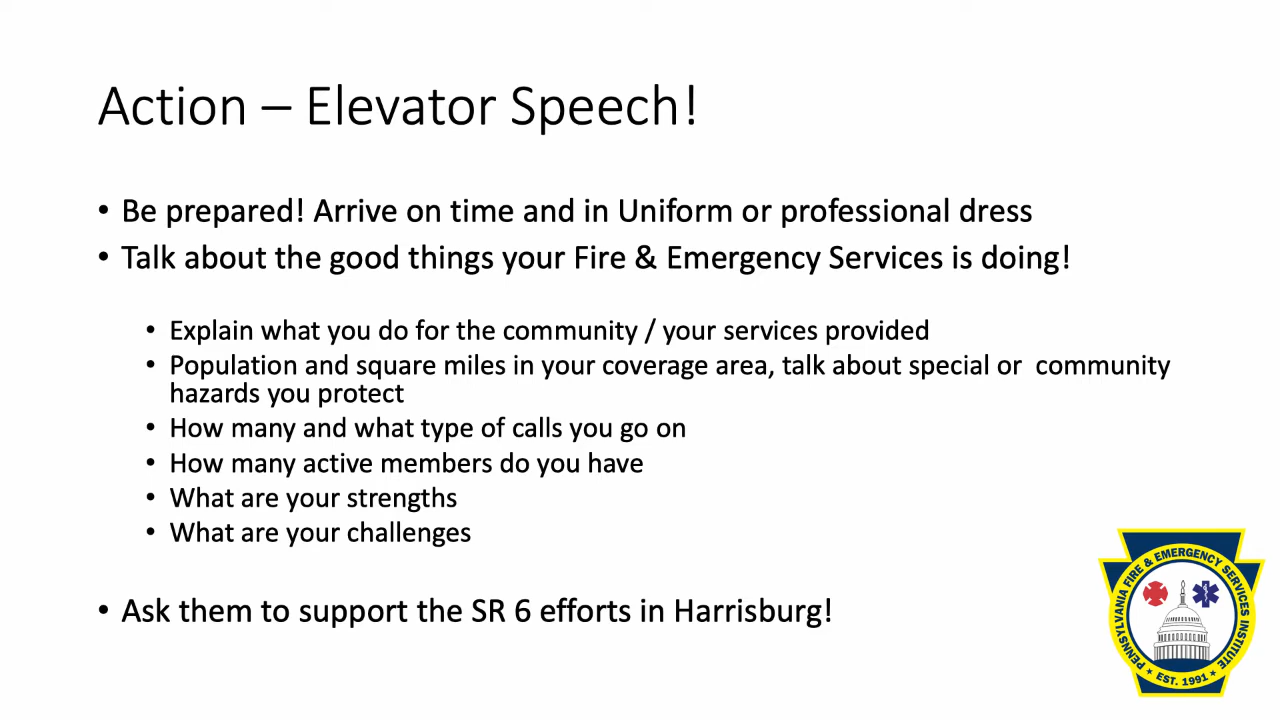 Action – Elevator Speech!
• Be prepared! Arrive on time and in Uniform or professional dress
• Talk about the good things your Fire & Emergency Services is doing!
• Explain what you do for the community / your services provided
• Population and square miles in your coverage area, talk about special or  community
hazards you protect
• How many and what type of calls you go on
• How many active members do you have
• What are your strengths
• What are your challenges
• Ask them to support the SR 6 efforts in Harrisburg!
PENNSYLVANIA FIRE & EMERGENCY SERVICES INSTITUTE
★ EST. 1991 ★